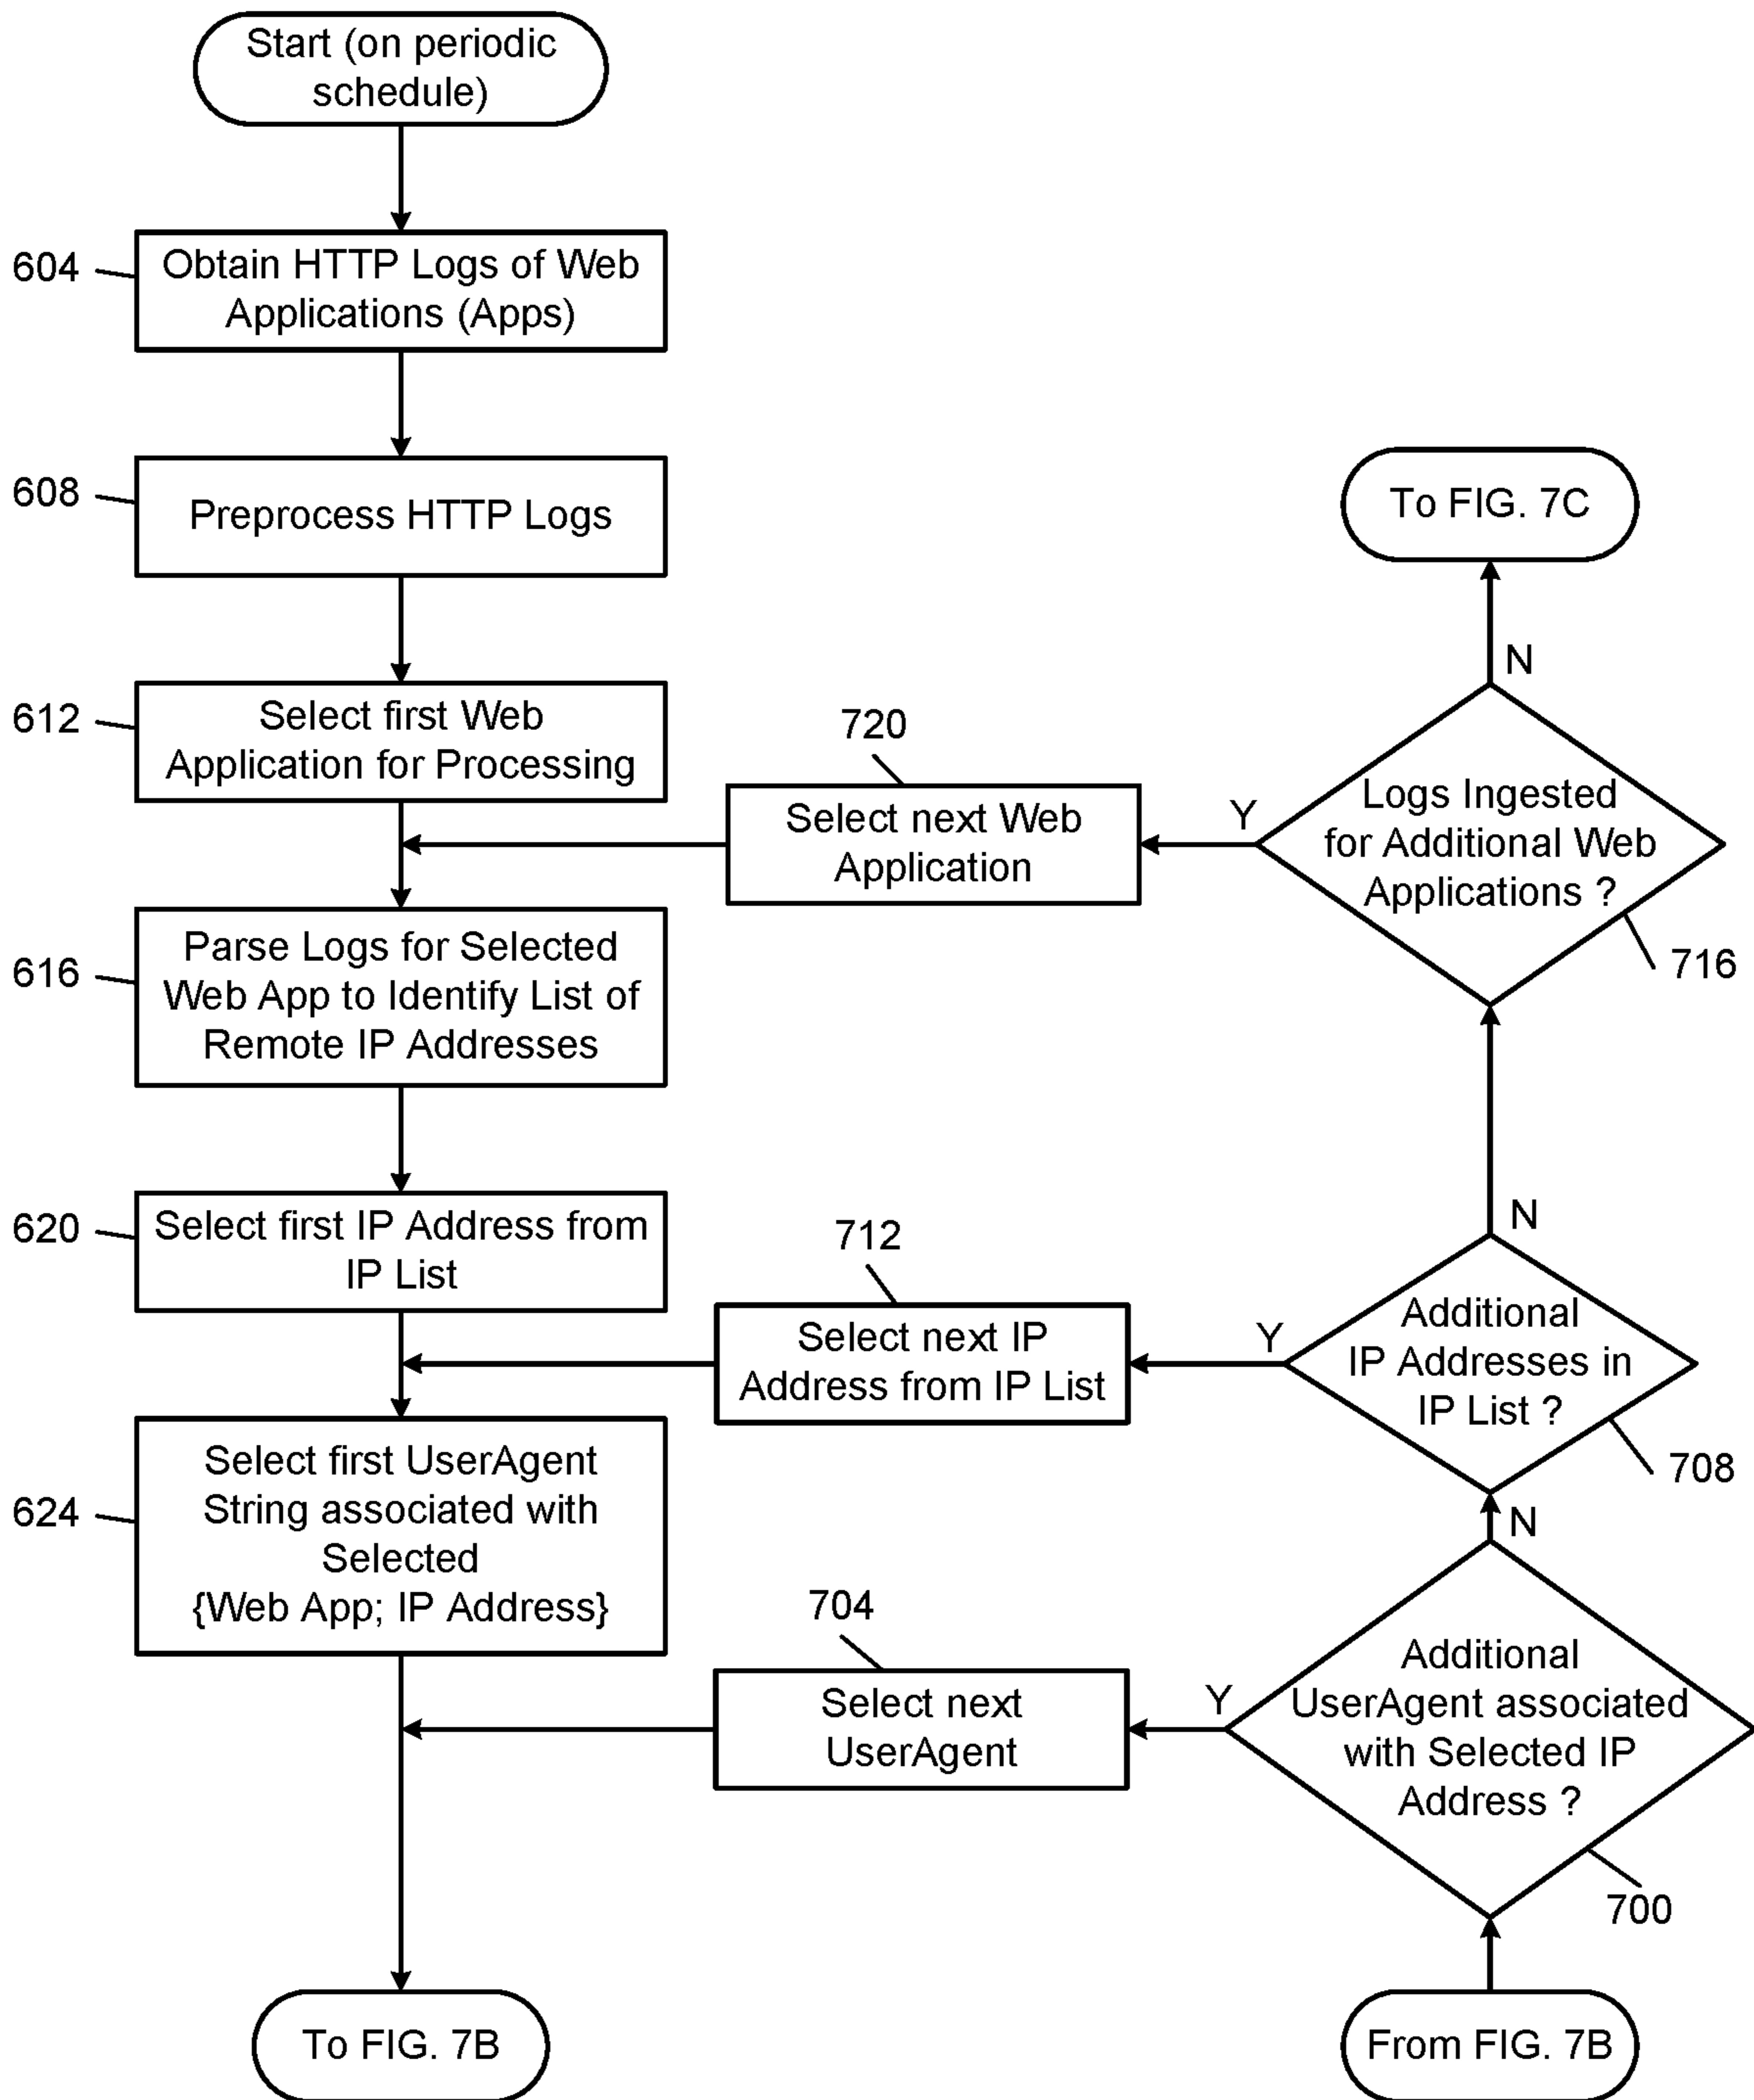 Start (on periodic
schedule)
604
Obtain HTTP Logs of Web
Applications (Apps)
608
Preprocess HTTP Logs
To FIG. 7C
N
612
Select first Web
Application for Processing
720
Select next Web
Application
Y
Logs Ingested
for Additional Web
Applications ?
716
616
Parse Logs for Selected
Web App to Identify List of
Remote IP Addresses
620
Select first IP Address from
IP List
712
Select next IP
Address from IP List
Y
N
Additional
IP Addresses in
IP List ?
708
624
Select first UserAgent
String associated with
Selected
{Web App; IP Address}
N
704
Select next
UserAgent
Y
Additional
UserAgent associated
with Selected IP
Address ?
700
To FIG. 7B
From FIG. 7B